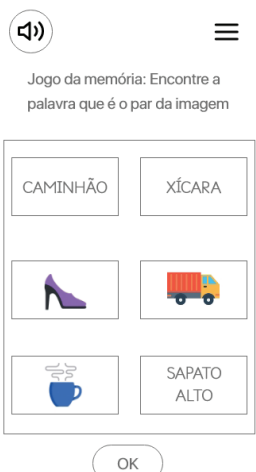 Jogo da memória: Encontre a
palavra que é o par da imagem
CAMINHÃO
XÍCARA
SAPATO
ALTO
OK